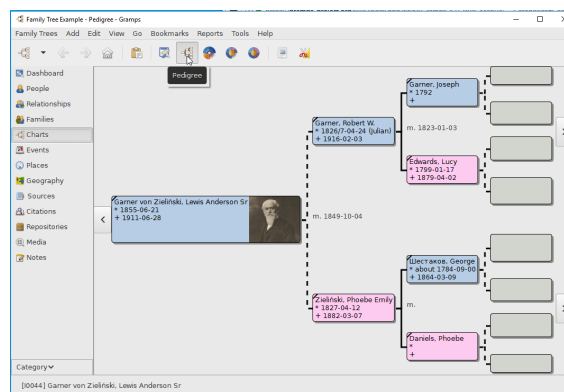 Family Tree Example - Pedigree - Gramps
Family Trees Add Edit View Go Bookmarks Reports Tools Help
Pedigree
Dashboard
People
Relationships
Families
Charts
Events
Places
Geography
Sources
Citations
Repositories
Media
Notes
Category
Garner von Zieliński, Lewis Anderson Sr
* 1855-06-21
+ 1911-06-28
m. 1849-10-04
Garner, Robert W.
* 1826/7-04-24 (Julian)
+ 1916-02-03
Zieliński, Phoebe Emily
* 1827-04-12
+ 1882-03-07
Garner, Joseph
* 1792
+
m. 1823-01-03
Edwards, Lucy
* 1799-01-17
+ 1879-04-02
Шестаков, George
* about 1784-09-00
+ 1864-03-09
m.
Daniels, Phoebe
*
+
[I0044] Garner von Zieliński, Lewis Anderson Sr